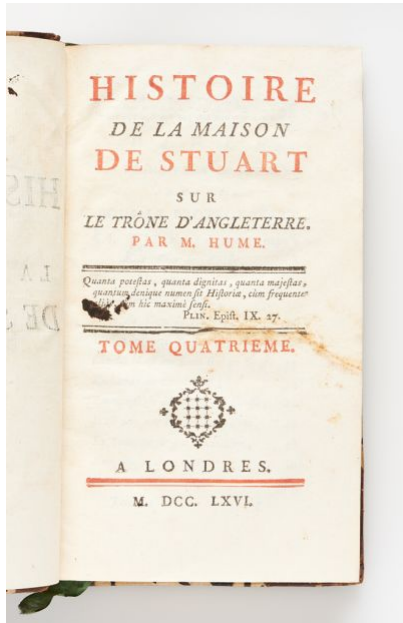 HISTOIRE
DE LA MAISON
DE STUART
SUR
LE TRÔNE D'ANGLETERRE.
PAR M. HUME.
Quanta potestas, quanta dignitas, quanta majestas,
quantum denique numen sit Historiæ, cùm frequenter
hic maximè sensi.
PLIN. Epist. IX. 27.
TOME QUATRIEME.
A LONDRES.
M. DCC. LXVI.